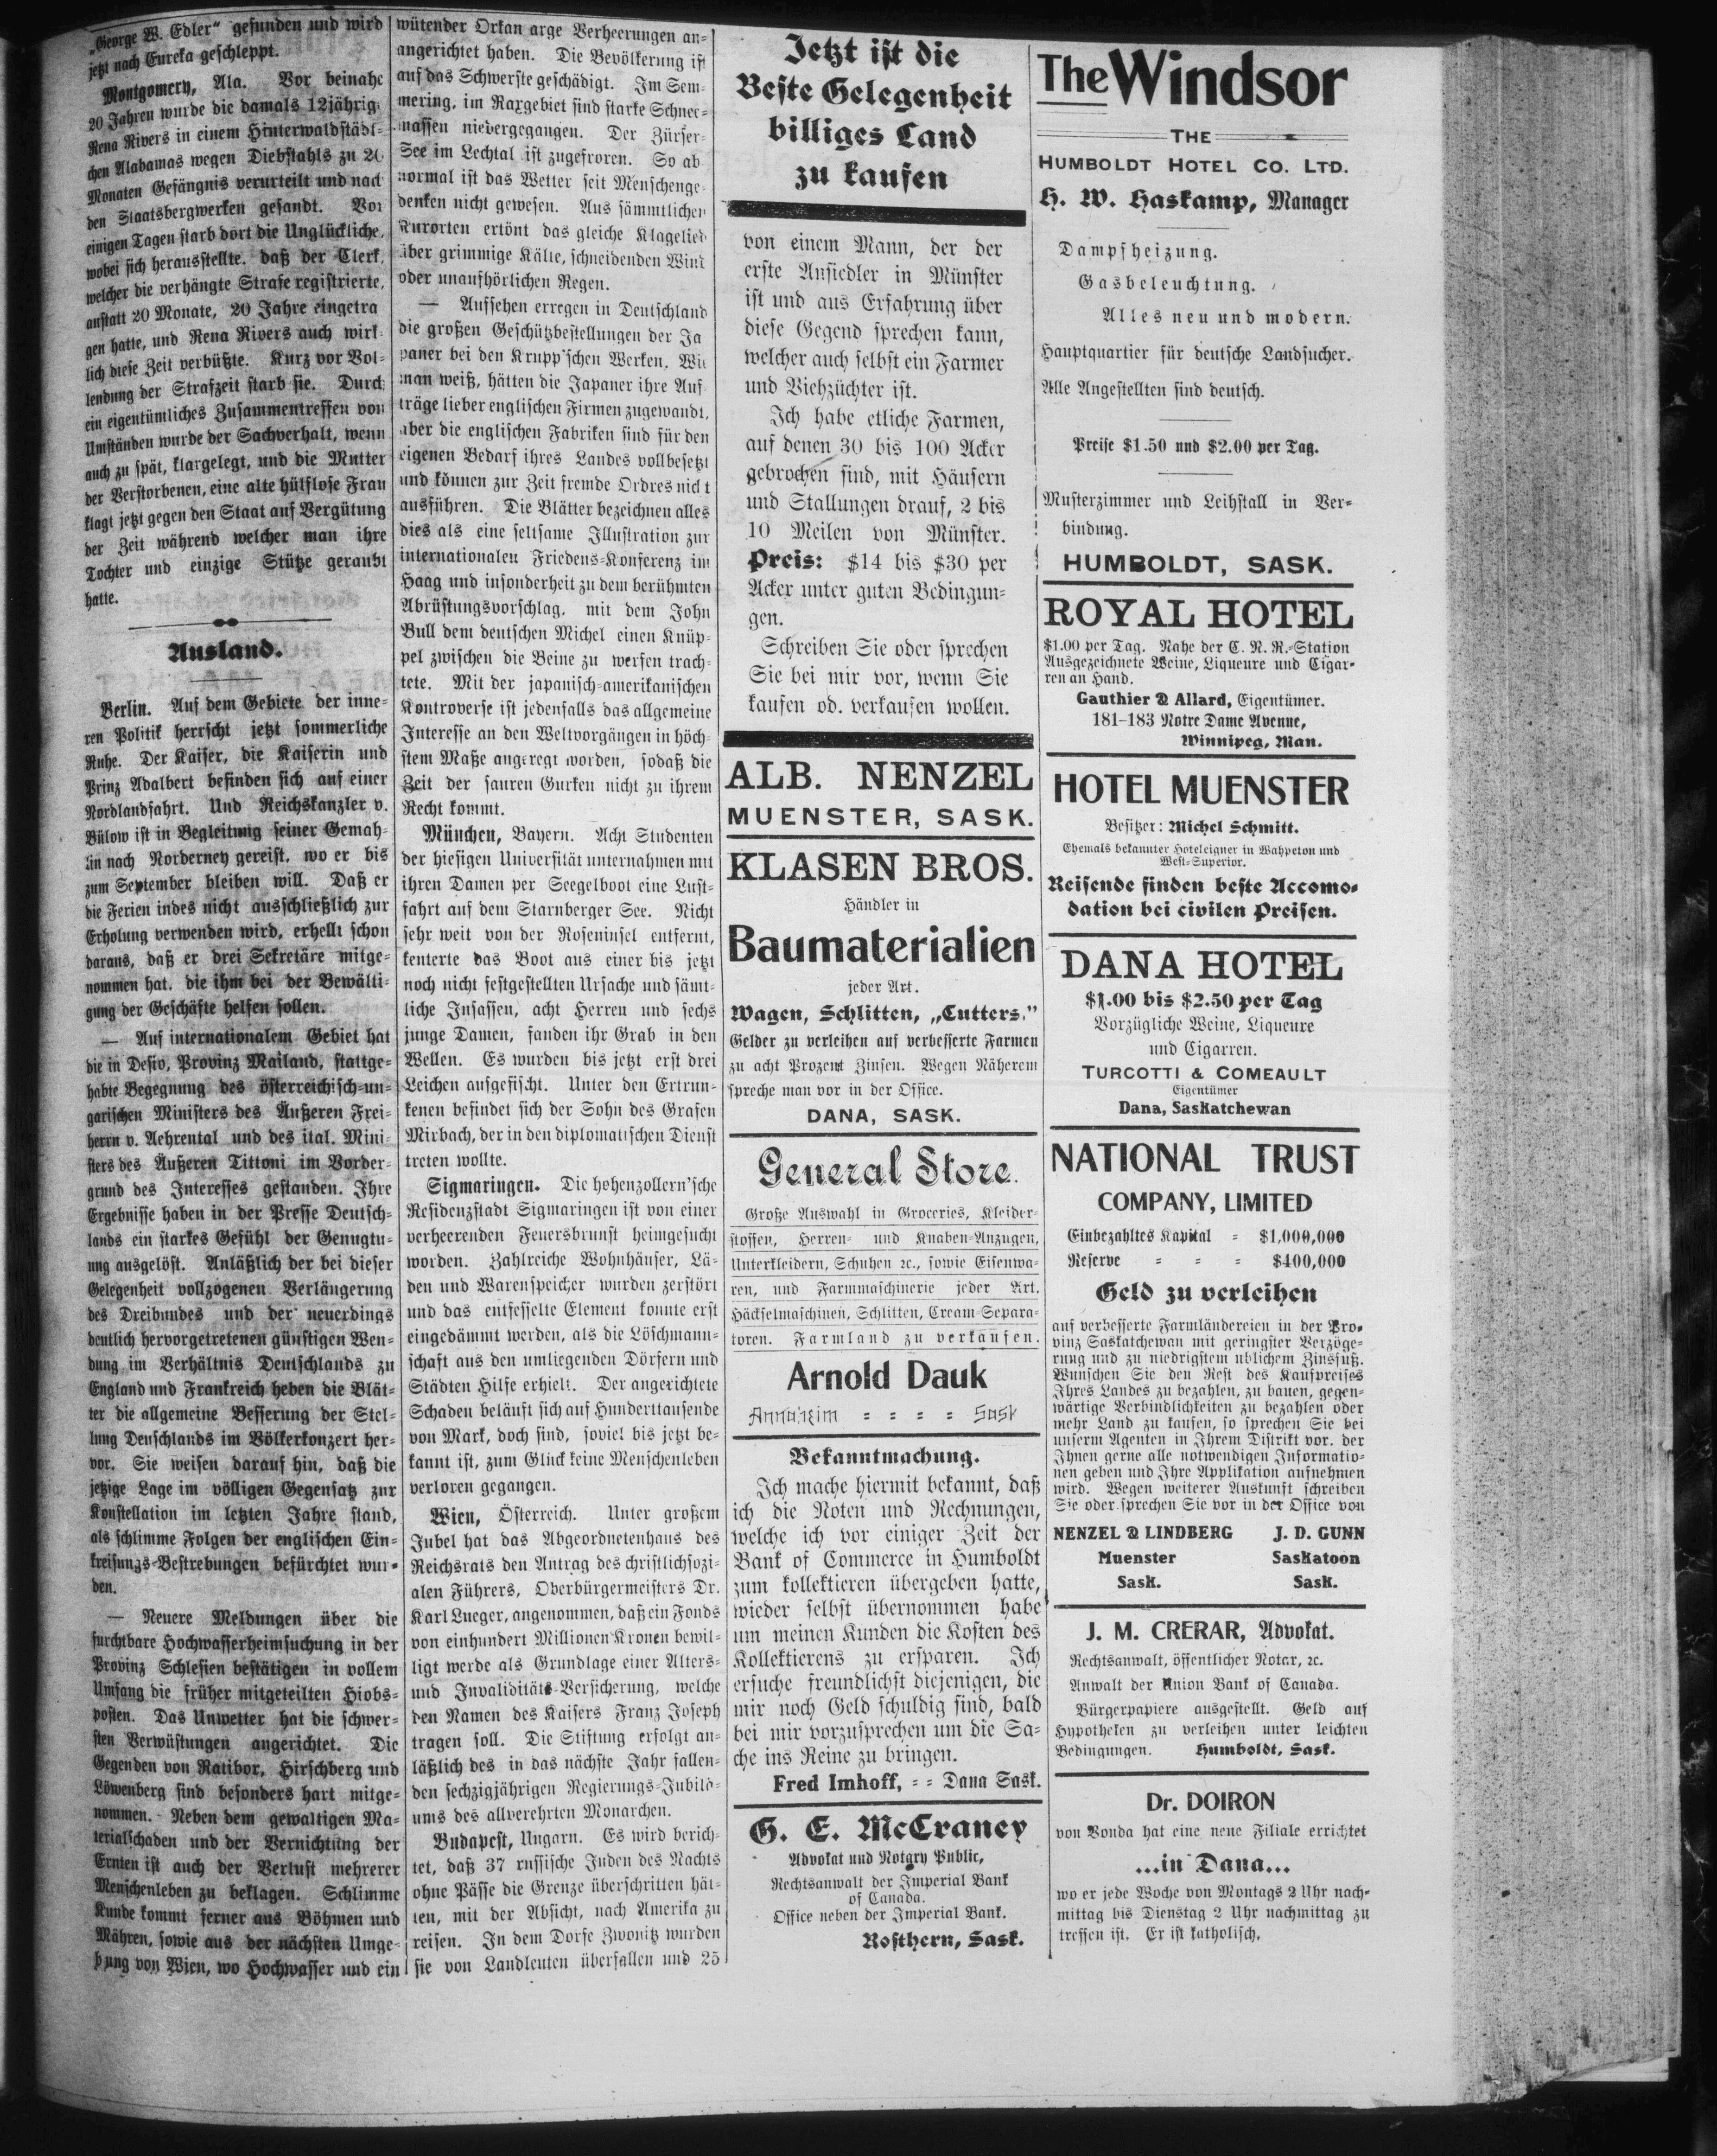 „George W. Edler“ gefunden und wird
jetzt nach Eureka geschleppt.
Montgomery, Ala. Vor beinahe
20 Jahren wurde die damals 12jährig
Rena Rivers in einem Hinterwaldstädt-
chen Alabamas wegen Diebstahls zu 20
Monaten Gefängnis verurteilt und nach
den Staatsbergwerken gesandt. Vor
einigen Tagen starb dort die Unglückliche,
wobei sich herausstellte, daß der Clerk,
welcher die verhängte Strafe registrierte,
anstatt 20 Monate, 20 Jahre eingetra
gen hatte, und Rena Rivers auch wirk-
lich diese Zeit verbüßte. Kurz vor Vol-
lendung der Strafzeit starb sie. Durch
ein eigentümliches Zusammentreffen von
Umständen wurde der Sachverhalt, wenn
auch zu spät, klargelegt, und die Mutter
der Verstorbenen, eine alte hülflose Frau
klagt jetzt gegen den Staat auf Vergütung
der Zeit während welcher man ihre
Tochter und einzige Stütze geraubt
hatte.
Ausland.
Berlin. Auf dem Gebiete der inne-
ren Politik herrscht jetzt sommerliche
Ruhe. Der Kaiser, die Kaiserin und
Prinz Adalbert befinden sich auf einer
Nordlandfahrt. Und Reichskanzler v.
Bülow ist in Begleitung seiner Gemah-
lin nach Norderney gereist, wo er bis
zum September bleiben will. Daß er
die Ferien indes nicht ausschließlich zur
Erholung verwenden wird, erhellt schon
daraus, daß er drei Sekretäre mitge-
nommen hat, die ihm bei der Bewälti-
gung der Geschäfte helfen sollen.
— Auf internationalem Gebiet hat
die in Desio, Provinz Mailand, stattge-
habte Begegnung des österreichisch-un-
garischen Ministers des Äußeren Frei-
herrn v. Aehrental und des ital. Mini-
sters des Äußeren Tittoni im Vorder-
grund des Interesses gestanden. Ihre
Ergebnisse haben in der Presse Deutsch-
lands ein starkes Gefühl der Genugtu-
ung ausgelöst. Anläßlich der bei dieser
Gelegenheit vollzogenen Verlängerung
des Dreibundes und der neuerdings
deutlich hervorgetretenen günstigen Wen-
dung im Verhältnis Deutschlands zu
England und Frankreich heben die Blät-
ter die allgemeine Besserung der Stel-
lung Deuschlands im Völkerkonzert her-
vor. Sie weisen darauf hin, daß die
jetzige Lage im völligen Gegensatz zur
Konstellation im letzten Jahre stand,
als schlimme Folgen der englischen Ein-
kreisungs-Bestrebungen befürchtet wur-
den.
— Neuere Meldungen über die
furchtbare Hochwasserheimsuchung in der
Provinz Schlesien bestätigen in vollem
Umfang die früher mitgeteilten Hiobs-
posten. Das Unwetter hat die schwer-
sten Verwüstungen angerichtet. Die
Gegenden von Ratibor, Hirschberg und
Löwenberg sind besonders hart mitge-
nommen. Neben dem gewaltigen Ma-
terialschaden und der Vernichtung der
Ernten ist auch der Verlust mehrerer
Menschenleben zu beklagen. Schlimme
Kunde kommt ferner aus Böhmen und
Mähren, sowie aus der nächsten Umge-
bung von Wien, wo Hochwasser und ein
wütender Orkan arge Verheerungen an-
angerichtet haben. Die Bevölkerung ist
auf das Schwerste geschädigt. Im Sem-
mering, im Raxgebiet sind starke Schnee-
massen niedergegangen. Der Zürser-
See im Lechtal ist zugefroren. So ab
normal ist das Wetter seit Menschenge-
denken nicht gewesen. Aus sämmtlichen
Kurorten ertönt das gleiche Klagelied
über grimmige Kälte, schneidenden Wind
oder unaufhörlichen Regen.
— Aufsehen erregen in Deutschland
die großen Geschützbestellungen der Ja
paner bei den Krupp'schen Werken. Wie
man weiß, hätten die Japaner ihre Auf-
träge lieber englischen Firmen zugewandt,
aber die englischen Fabriken sind für den
eigenen Bedarf ihres Landes vollbesetzt
und können zur Zeit fremde Ordres nicht
ausführen. Die Blätter bezeichnen alles
dies als eine seltsame Illustration zur
internationalen Friedens-Konferenz im
Haag und insonderheit zu dem berühmten
Abrüstungsvorschlag, mit dem John
Bull dem deutschen Michel einen Knüp-
pel zwischen die Beine zu werfen trach-
tete. Mit der japanisch-amerikanischen
Kontroverse ist jedenfalls das allgemeine
Interesse an den Weltvorgängen in höch-
stem Maße angeregt worden, sodaß die
Zeit der sauren Gurken nicht zu ihrem
Recht kommt.
München, Bayern. Acht Studenten
der hiesigen Universität unternahmen mit
ihren Damen per Seegelboot eine Lust-
fahrt auf dem Starnberger See. Nicht
sehr weit von der Roseninsel entfernt,
kenterte das Boot aus einer bis jetzt
noch nicht festgestellten Ursache und sämt-
liche Insassen, acht Herren und sechs
junge Damen, fanden ihr Grab in den
Wellen. Es wurden bis jetzt erst drei
Leichen aufgefischt. Unter den Ertrun-
kenen befindet sich der Sohn des Grafen
Mirbach, der in den diplomatischen Dienst
treten wollte.
Sigmaringen. Die hohenzollern'sche
Residenzstadt Sigmaringen ist von einer
verheerenden Feuersbrunst heimgesucht
worden. Zahlreiche Wohnhäuser, Lä-
den und Warenspeicher wurden zerstört
und das entfesselte Element konnte erst
eingedämmt werden, als die Löschmann-
schaft aus den umliegenden Dörfern und
Städten Hilfe erhielt. Der angerichtete
Schaden beläuft sich auf Hunderttausende
von Mark, doch sind, soviel bis jetzt be-
kannt ist, zum Glück keine Menschenleben
verloren gegangen.
Wien, Österreich. Unter großem
Jubel hat das Abgeordnetenhaus des
Reichsrats den Antrag des christlichsozi-
alen Führers, Oberbürgermeisters Dr.
Karl Lueger, angenommen, daß ein Fonds
von einhundert Millionen Kronen bewil-
ligt werde als Grundlage einer Alters-
und Invaliditäts-Versicherung, welche
den Namen des Kaisers Franz Joseph
tragen soll. Die Stiftung erfolgt an-
läßlich des in das nächste Jahr fallen-
den sechzigjährigen Regierungs-Jubilä-
ums des allverehrten Monarchen.
Budapest, Ungarn. Es wird berich-
tet, daß 37 russische Juden des Nachts
ohne Pässe die Grenze überschritten hät-
ten, mit der Absicht, nach Amerika zu
reisen. In dem Dorfe Zwonitz wurden
sie von Landleuten überfallen und 25
Jetzt ist die
Beste Gelegenheit
billiges Land
zu kaufen
von einem Mann, der der
erste Ansiedler in Münster
ist und aus Erfahrung über
diese Gegend sprechen kann,
welcher auch selbst ein Farmer
und Viehzüchter ist.
Ich habe etliche Farmen,
auf denen 30 bis 100 Acker
gebrochen sind, mit Häusern
und Stallungen drauf, 2 bis
10 Meilen von Münster.
Preis: $14 bis $30 per
Acker unter guten Bedingun-
gen.
Schreiben Sie oder sprechen
Sie bei mir vor, wenn Sie
kaufen od. verkaufen wollen.
ALB. NENZEL
MUENSTER, SASK.
KLASEN BROS.
Händler in
Baumaterialien
jeder Art.
Wagen, Schlitten, „Cutters.”
Gelder zu verleihen auf verbesserte Farmen
zu acht Prozent Zinsen. Wegen Näherem
spreche man vor in der Office.
DANA, SASK.
General Store.
Große Auswahl in Groceries, Kleider-
stoffen, Herren- und Knaben-Anzügen,
Unterkleidern, Schuhen ꝛc., sowie Eisenwa-
ren, und Farmmaschinerie jeder Art.
Häckselmaschinen, Schlitten, Cream-Separa-
toren. Farmland zu verkaufen.
Arnold Dauk
Annaheim = = = = Sask
Bekanntmachung.
Ich mache hiermit bekannt, daß
ich die Noten und Rechnungen,
welche ich vor einiger Zeit der
Bank of Commerce in Humboldt
zum kollektieren übergeben hatte,
wieder selbst übernommen habe
um meinen Kunden die Kosten des
Kollektierens zu ersparen. Ich
ersuche freundlichst diejenigen, die
mir noch Geld schuldig sind, bald
bei mir vorzusprechen um die Sa-
che ins Reine zu bringen.
Fred Imhoff, = = Dana Sask.
G. E. McCraney
Advokat und Notary Public,
Rechtsanwalt der Imperial Bank
of Canada.
Office neben der Imperial Bank.
Rosthern, Sask.
The Windsor
THE
HUMBOLDT HOTEL CO. LTD.
H. W. Haskamp, Manager
Dampfheizung.
Gasbeleuchtung.
Alles neu und modern.
Hauptquartier für deutsche Landsucher.
Alle Angestellten sind deutsch.
Preise $1.50 und $2.00 per Tag.
Musterzimmer und Leihstall in Ver-
bindung.
HUMBOLDT, SASK.
ROYAL HOTEL
$1.00 per Tag. Nahe der C. N. R.-Station
Ausgezeichnete Weine, Liqueure und Cigar-
ren an Hand.
Gauthier & Allard, Eigentümer.
181-183 Notre Dame Avenue,
Winnipeg, Man.
HOTEL MUENSTER
Besitzer: Michel Schmitt.
Ehemals bekannter Hoteleigner in Wahpeton und
West-Superior.
Reisende finden beste Accomo-
dation bei civilen Preisen.
DANA HOTEL
$1.00 bis $2.50 per Tag
Vorzügliche Weine, Liqueure
und Cigarren.
TURCOTTI & COMEAULT
Eigentümer
Dana, Saskatchewan
NATIONAL TRUST
COMPANY, LIMITED
Einbezahltes Kapital = $1,000,000
Reserve = = = $400,000
Geld zu verleihen
auf verbesserte Farmländereien in der Pro-
vinz Saskatchewan mit geringster Verzöge-
rung und zu niedrigstem üblichem Zinsfuß.
Wünschen Sie den Rest des Kaufpreises
Ihres Landes zu bezahlen, zu bauen, gegen-
wärtige Verbindlichkeiten zu bezahlen oder
mehr Land zu kaufen, so sprechen Sie bei
unserm Agenten in Ihrem Distrikt vor. der
Ihnen gerne alle notwendigen Informatio-
nen geben und Ihre Applikation aufnehmen
wird. Wegen weiterer Auskunft schreiben
Sie oder sprechen Sie vor in der Office von
NENZEL & LINDBERG J. D. GUNN
Muenster Saskatoon
Sask. Sask.
J. M. CRERAR, Advokat.
Rechtsanwalt, öffentlicher Notar, ꝛc.
Anwalt der Union Bank of Canada.
Bürgerpapiere ausgestellt. Geld auf
Hypotheken zu verleihen unter leichten
Bedingungen. Humboldt, Sask.
Dr. DOIRON
von Vonda hat eine neue Filiale errichtet
...in Dana...
wo er jede Woche von Montags 2 Uhr nach-
mittag bis Dienstag 2 Uhr nachmittag zu
treffen ist. Er ist katholisch.